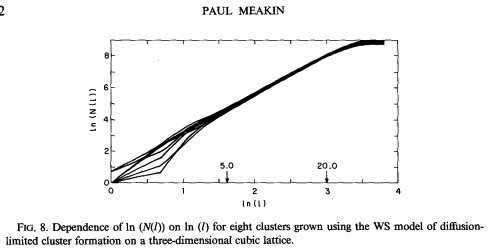 2
PAUL MEAKIN
8
6
4
2
0
ln (N(l))
5.0
20.0
0
1
2
3
4
ln(l)
FIG. 8. Dependence of ln (N(l)) on ln (l) for eight clusters grown using the WS model of diffusion-
limited cluster formation on a three-dimensional cubic lattice.